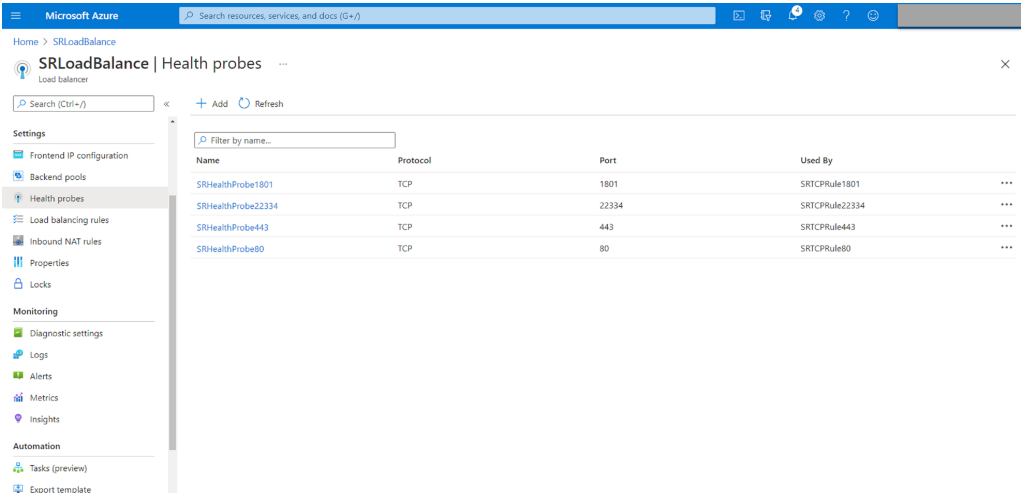 Microsoft Azure
Search resources, services, and docs (G+/)
4
Home > SRLoadBalance
SRLoadBalance | Health probes ...
Load balancer
Search (Ctrl+/)
«
+ Add
Refresh
Settings
Frontend IP configuration
Backend pools
Health probes
Load balancing rules
Inbound NAT rules
Properties
Locks
Monitoring
Diagnostic settings
Logs
Alerts
Metrics
Insights
Automation
Tasks (preview)
Export template
Filter by name...
Name Protocol Port Used By
SRHealthProbe1801 TCP 1801 SRTCPRule1801
SRHealthProbe22334 TCP 22334 SRTCPRule22334
SRHealthProbe443 TCP 443 SRTCPRule443
SRHealthProbe80 TCP 80 SRTCPRule80